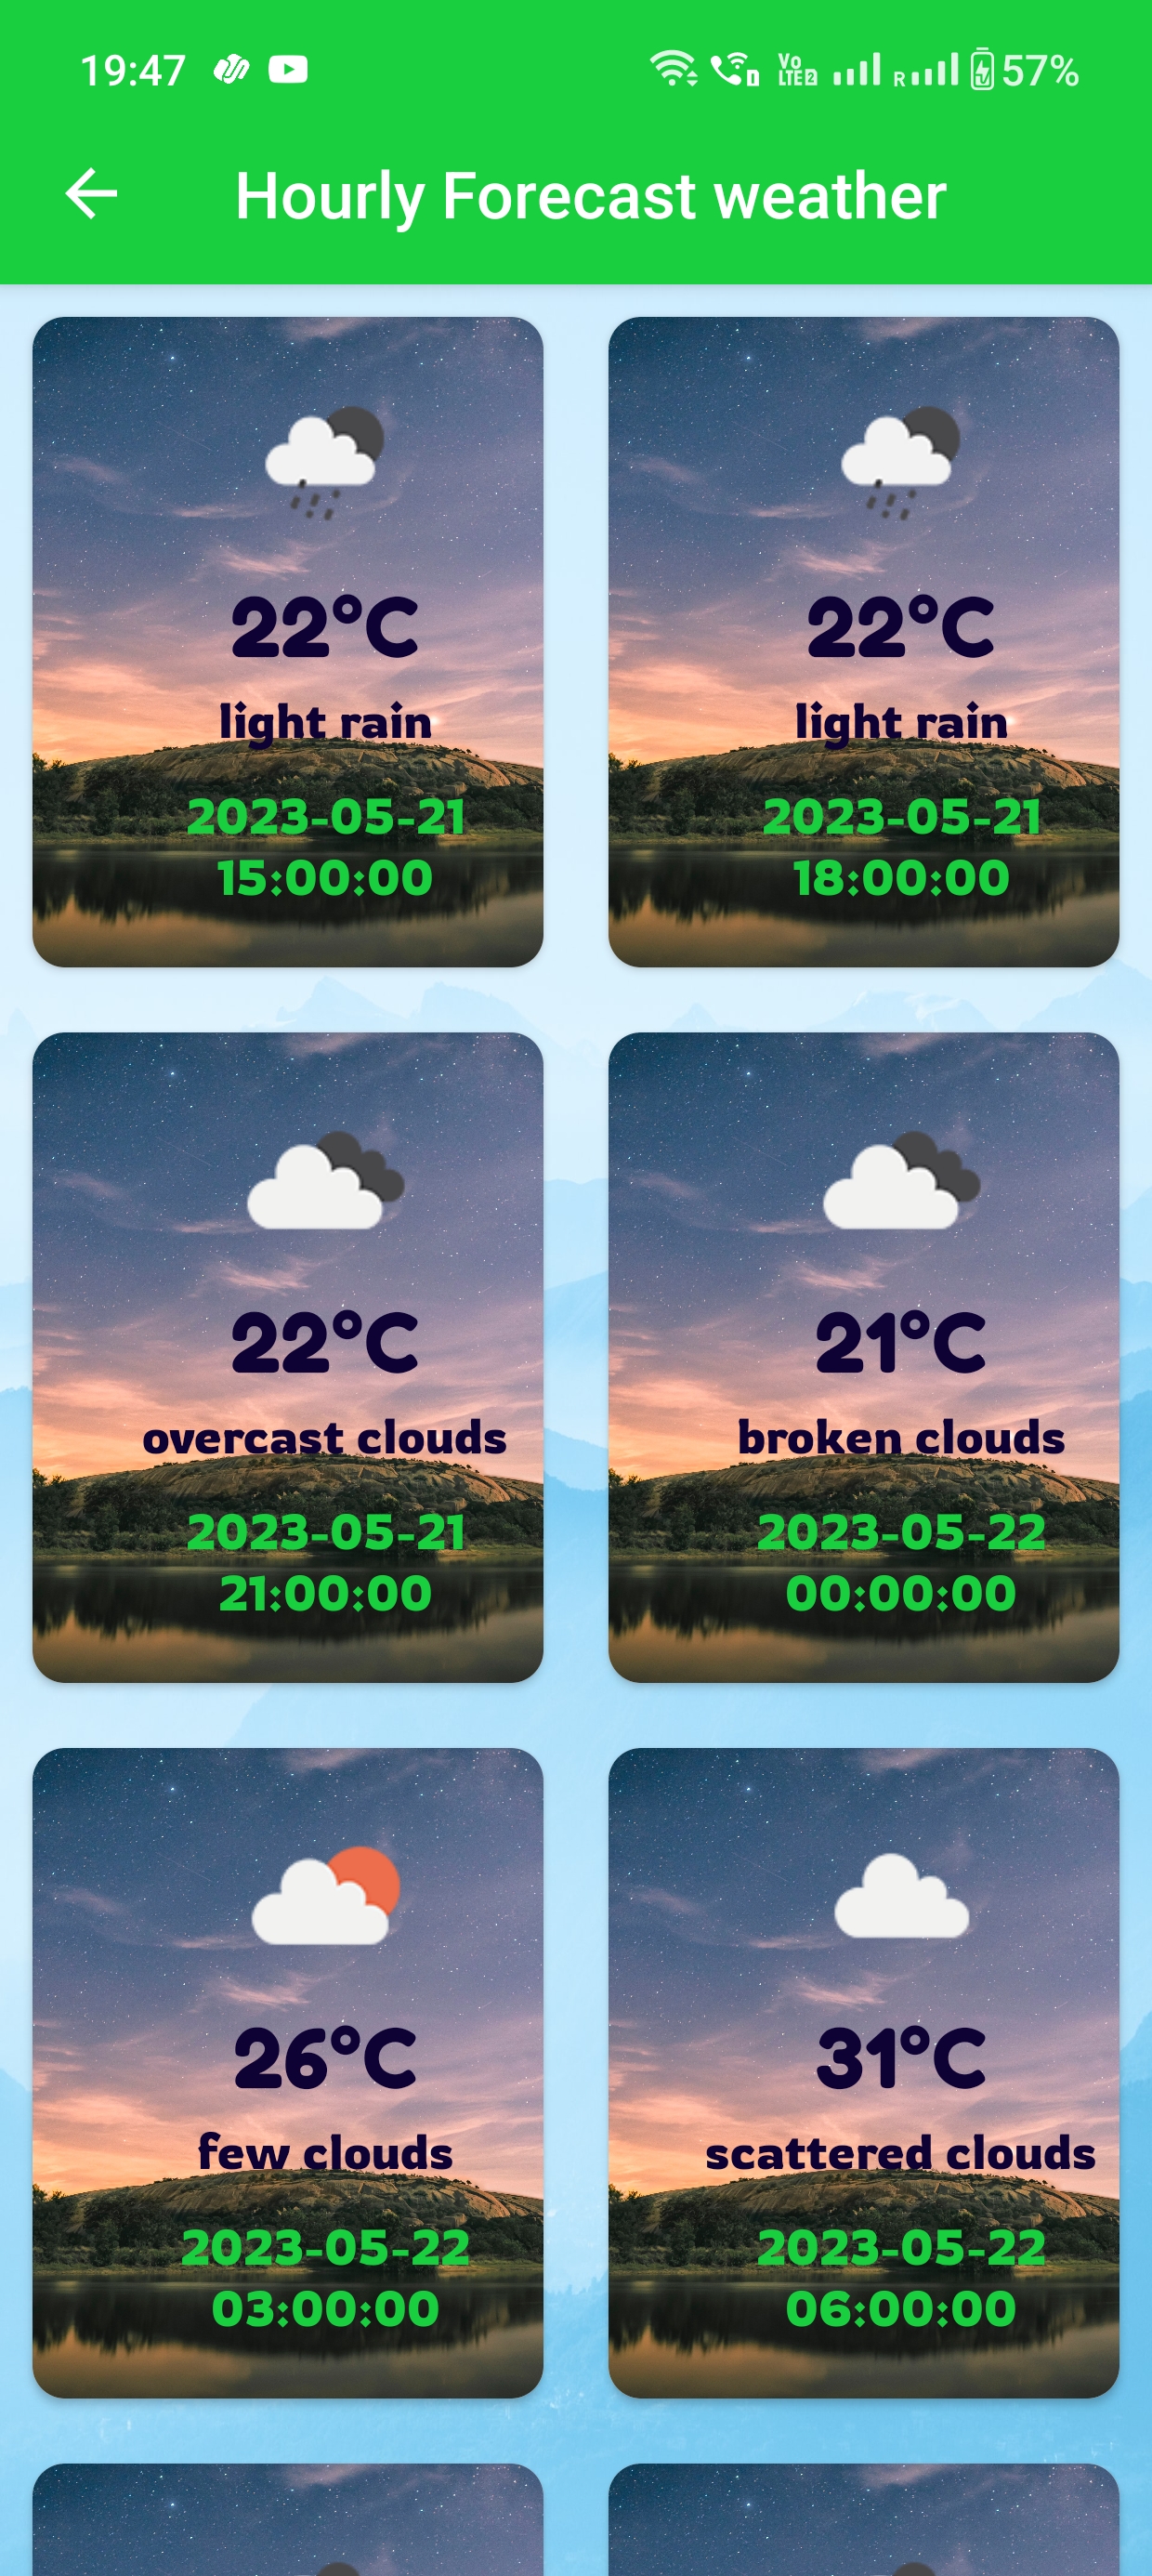 19:47
Vo LTE2 R 57%
Hourly Forecast weather
22°C
light rain
2023-05-21
15:00:00
22°C
light rain
2023-05-21
18:00:00
22°C
overcast clouds
2023-05-21
21:00:00
21°C
broken clouds
2023-05-22
00:00:00
26°C
few clouds
2023-05-22
03:00:00
31°C
scattered clouds
2023-05-22
06:00:00